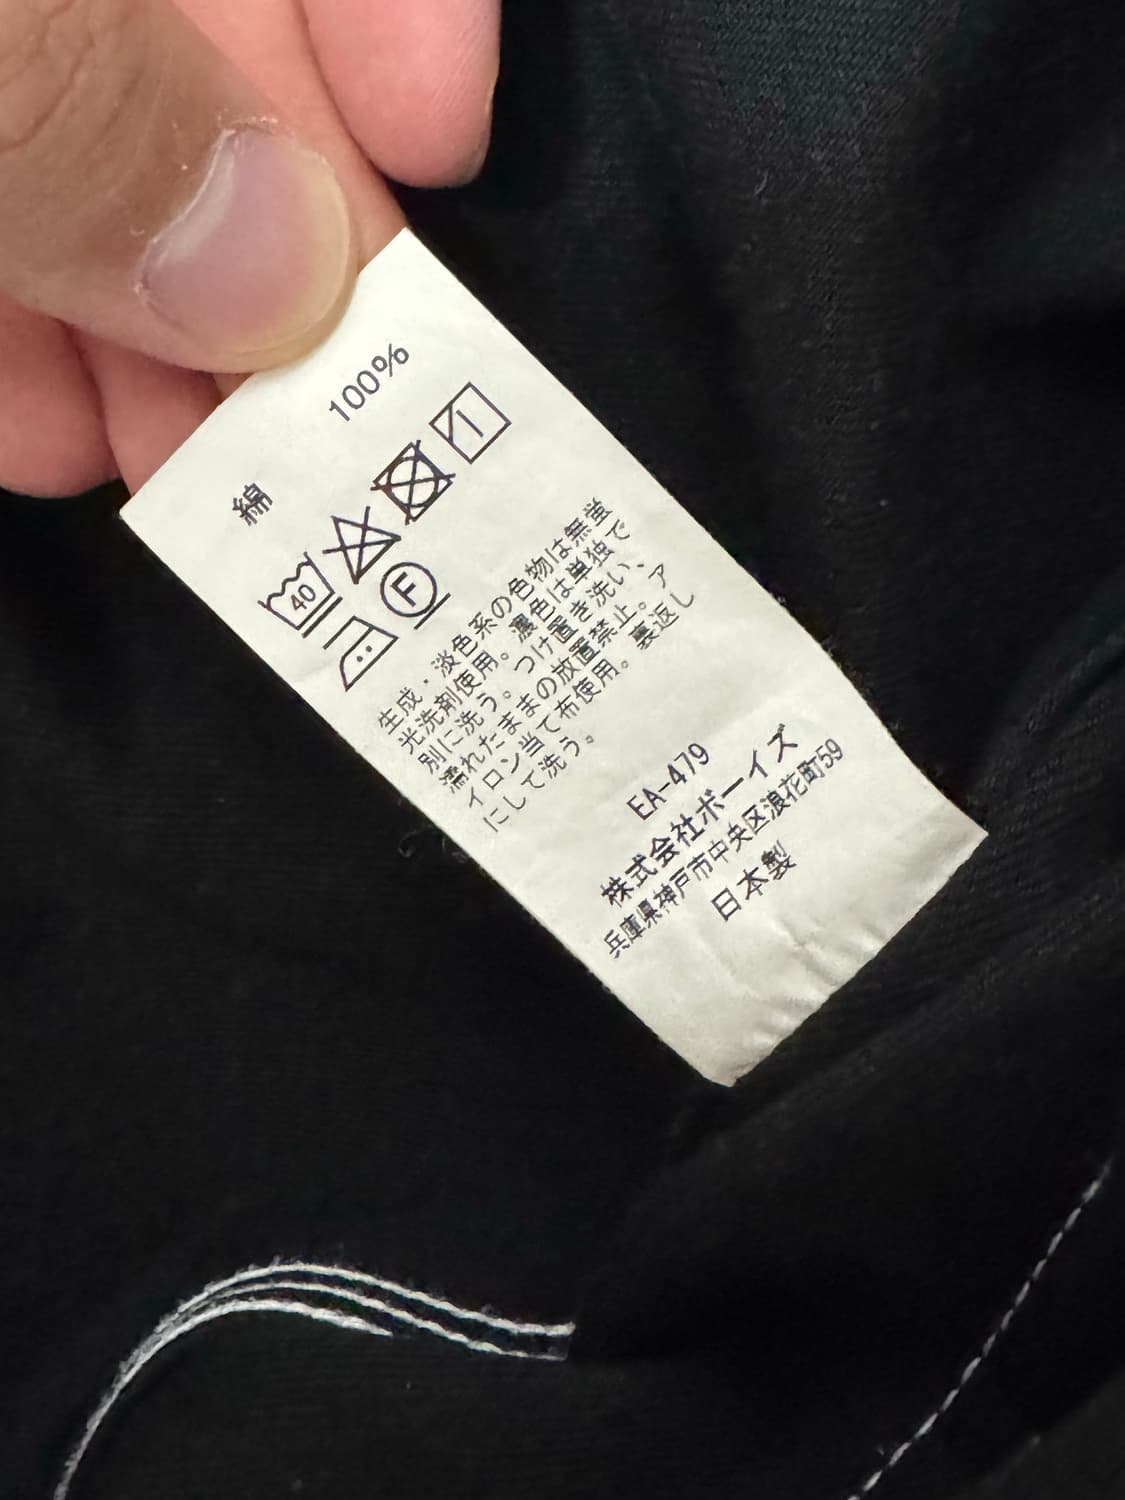 綿 100%
40
F
生成・淡色系の色物は無蛍
光洗剤使用。濃色は単独で
別に洗う。つけ置き洗い、
濡れたままの放置禁止。ア
イロン当て布使用。裏返し
にして洗う。
EA-479
株式会社ボーイズ
兵庫県神戸市中央区浪花町59
日本製